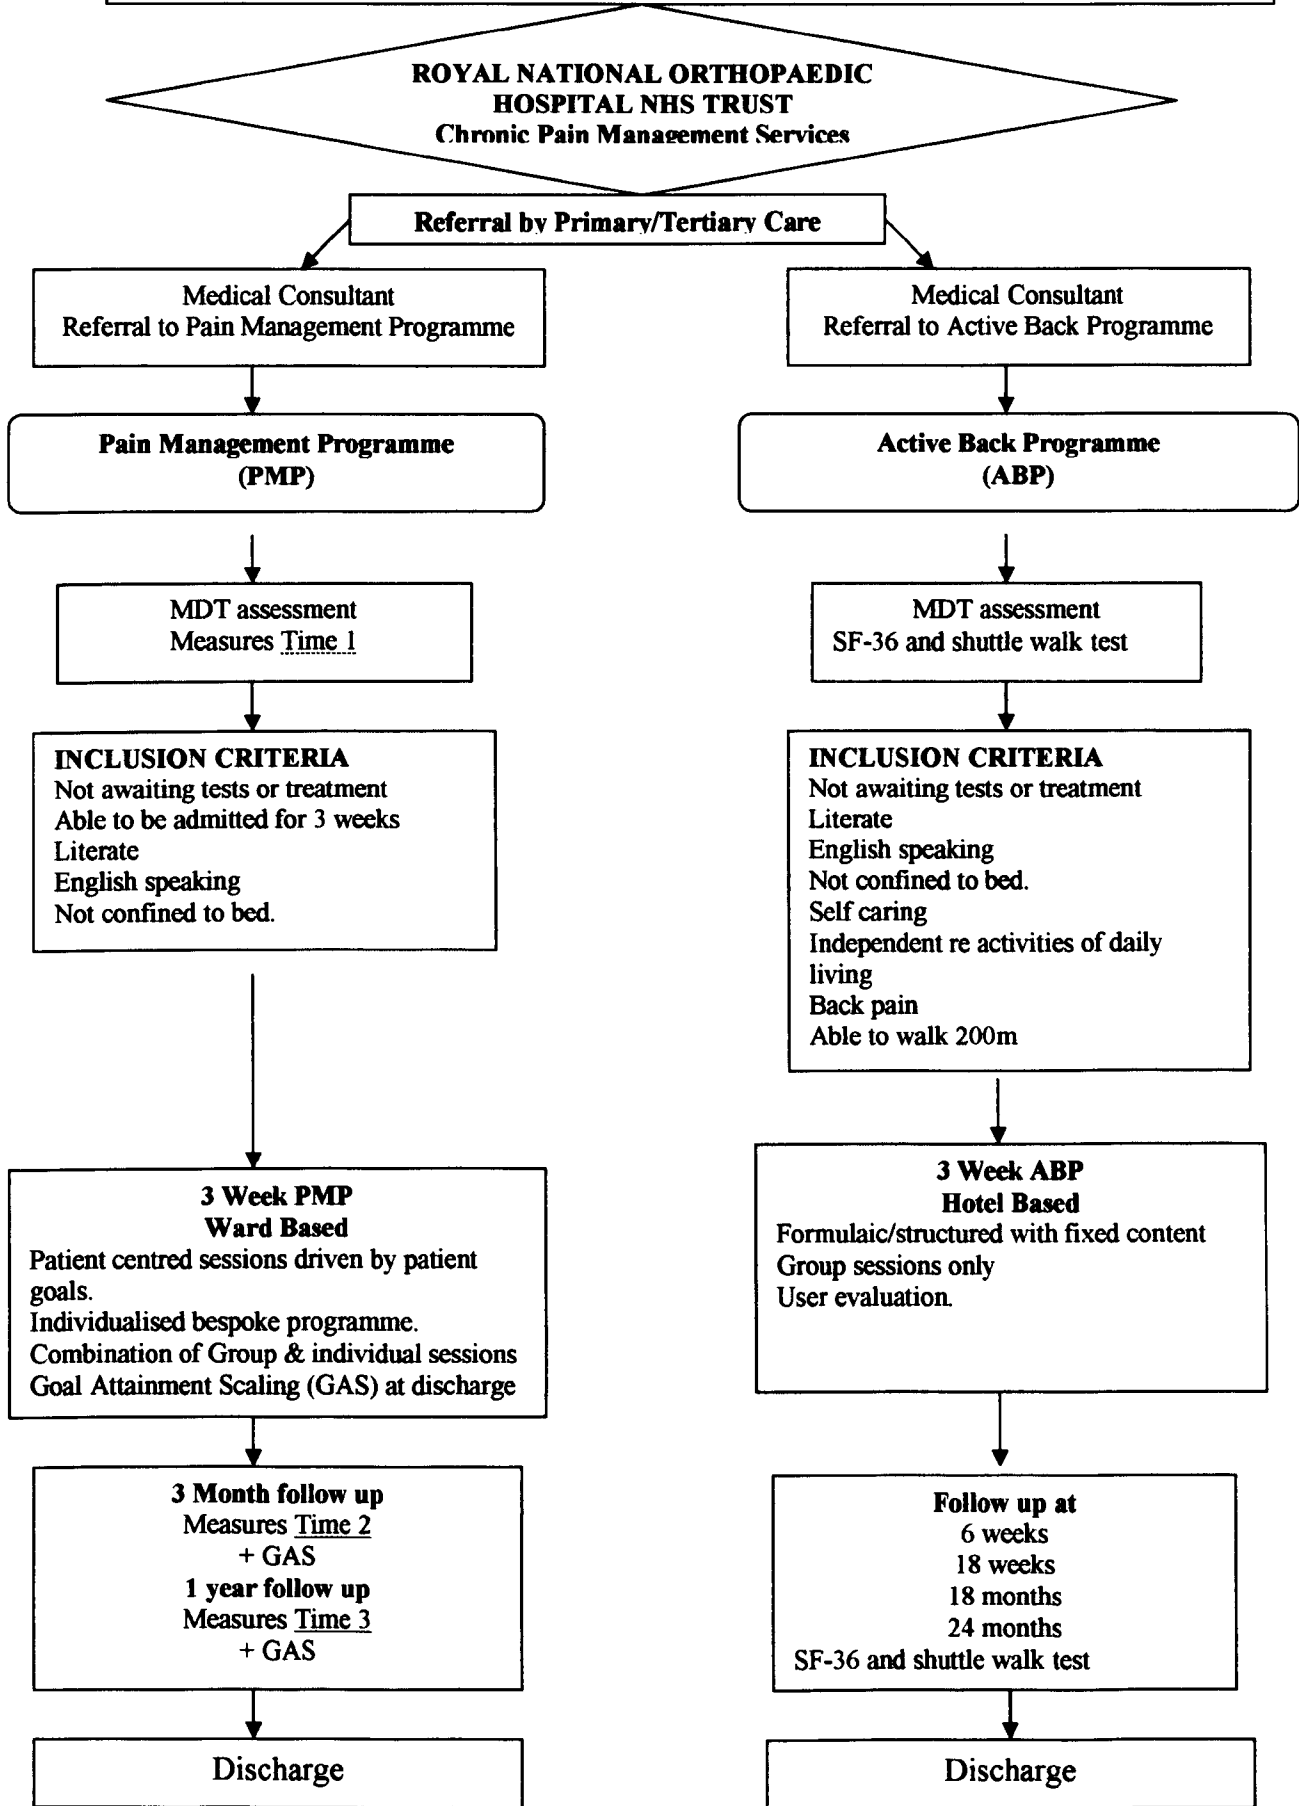 ROYAL NATIONAL ORTHOPAEDIC
HOSPITAL NHS TRUST
Chronic Pain Management Services
Referral by Primary/Tertiary Care
Medical Consultant
Referral to Pain Management Programme
Medical Consultant
Referral to Active Back Programme
Pain Management Programme
(PMP)
Active Back Programme
(ABP)
MDT assessment
Measures Time 1
MDT assessment
SF-36 and shuttle walk test
INCLUSION CRITERIA
Not awaiting tests or treatment
Able to be admitted for 3 weeks
Literate
English speaking
Not confined to bed.
INCLUSION CRITERIA
Not awaiting tests or treatment
Literate
English speaking
Not confined to bed.
Self caring
Independent re activities of daily
living
Back pain
Able to walk 200m
3 Week PMP
Ward Based
Patient centred sessions driven by patient
goals.
Individualised bespoke programme.
Combination of Group & individual sessions
Goal Attainment Scaling (GAS) at discharge
3 Week ABP
Hotel Based
Formulaic/structured with fixed content
Group sessions only
User evaluation.
3 Month follow up
Measures Time 2
+ GAS
1 year follow up
Measures Time 3
+ GAS
Follow up at
6 weeks
18 weeks
18 months
24 months
SF-36 and shuttle walk test
Discharge
Discharge